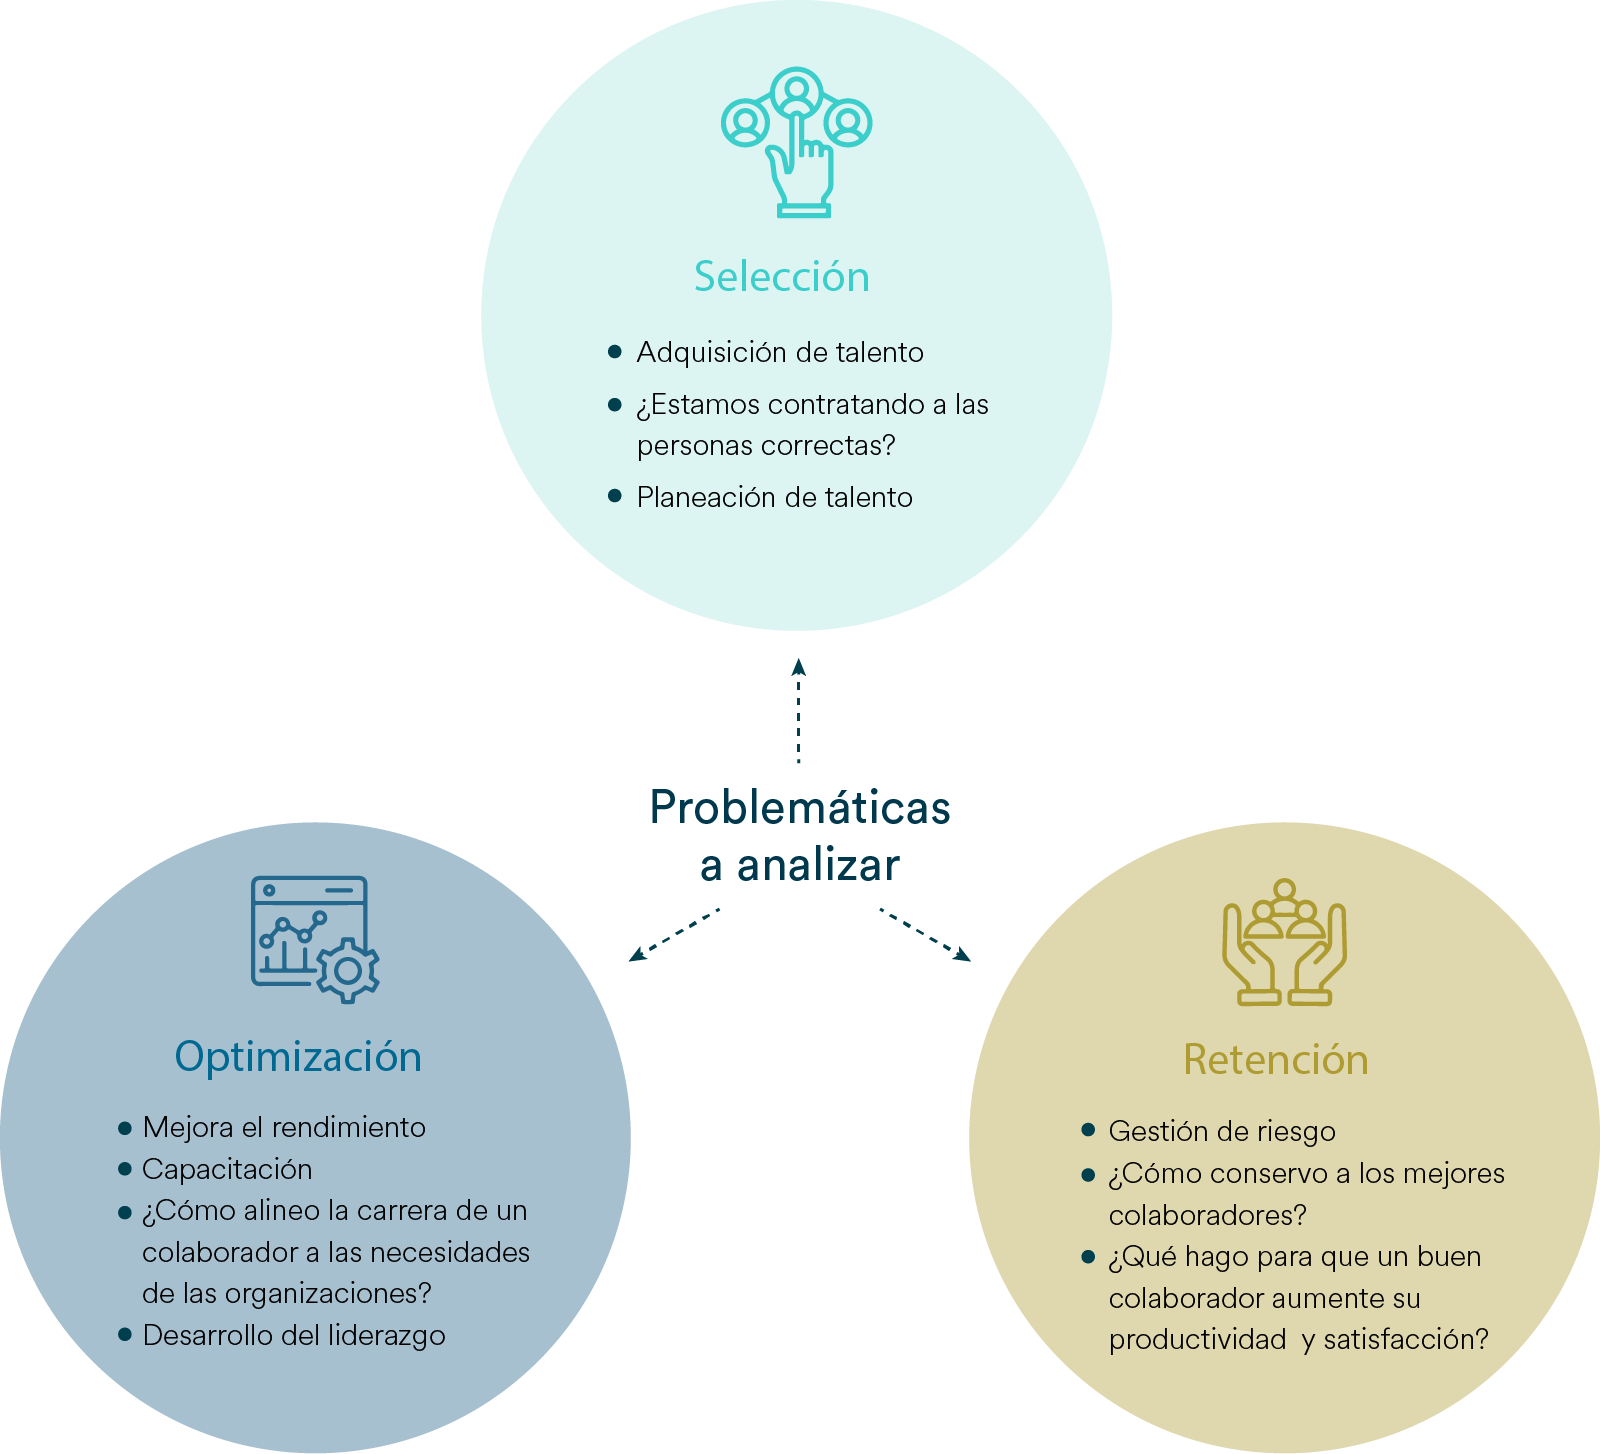 Selección
• Adquisición de talento
• ¿Estamos contratando a las
personas correctas?
• Planeación de talento
Problemáticas
a analizar
Optimización
• Mejora el rendimiento
• Capacitación
• ¿Cómo alineo la carrera de un
colaborador a las necesidades
de las organizaciones?
• Desarrollo del liderazgo
Retención
• Gestión de riesgo
• ¿Cómo conservo a los mejores
colaboradores?
• ¿Qué hago para que un buen
colaborador aumente su
productividad  y satisfacción?